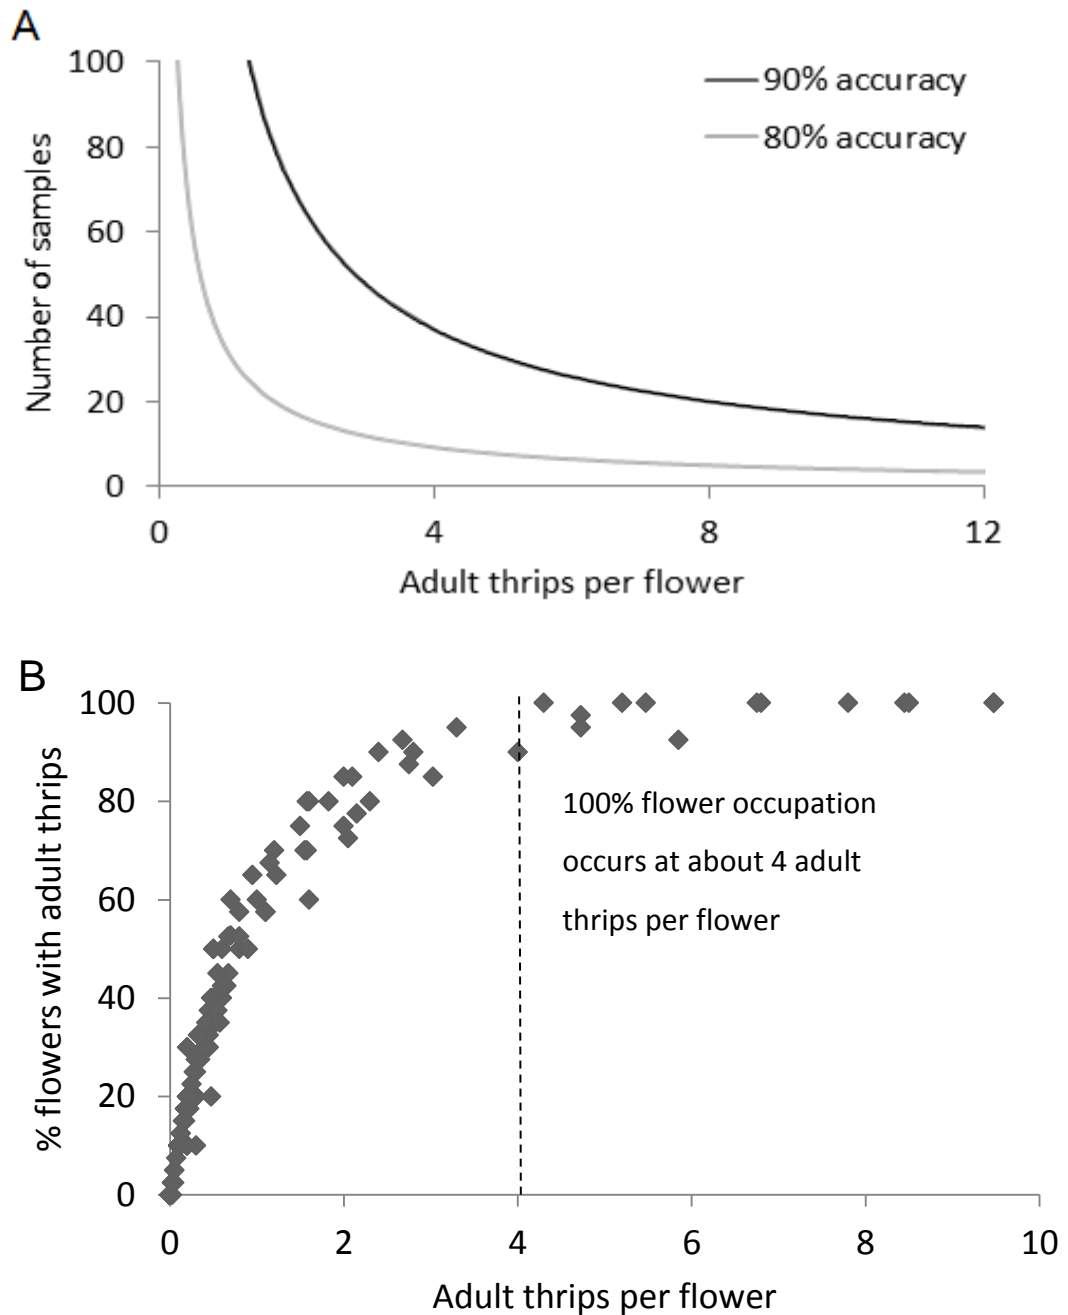 A
100
80
60
40
20
0
Number of samples
90% accuracy
80% accuracy
0 4 8 12
Adult thrips per flower
B
100
80
60
40
20
0
% flowers with adult thrips
100% flower occupation
occurs at about 4 adult
thrips per flower
0 2 4 6 8 10
Adult thrips per flower